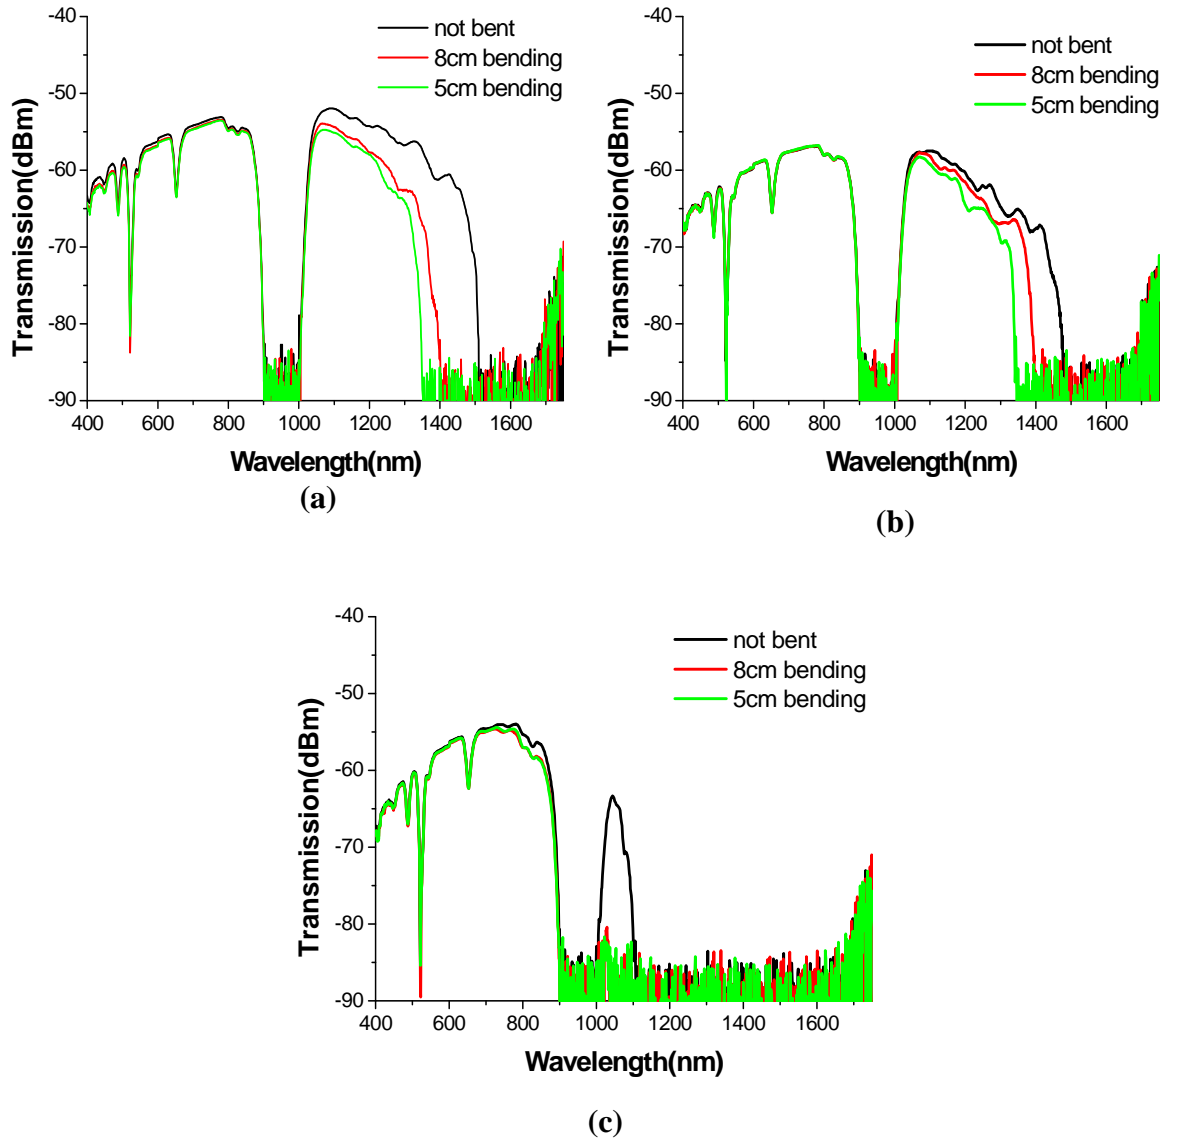 -40
-50
-60
-70
-80
-90
Transmission(dBm)
not bent
8cm bending
5cm bending
400 600 800 1000 1200 1400 1600
Wavelength(nm)
(a)
-40
-50
-60
-70
-80
-90
Transmission(dBm)
not bent
8cm bending
5cm bending
400 600 800 1000 1200 1400 1600
Wavelength(nm)
(b)
-40
-50
-60
-70
-80
-90
Transmission(dBm)
not bent
8cm bending
5cm bending
400 600 800 1000 1200 1400 1600
Wavelength(nm)
(c)